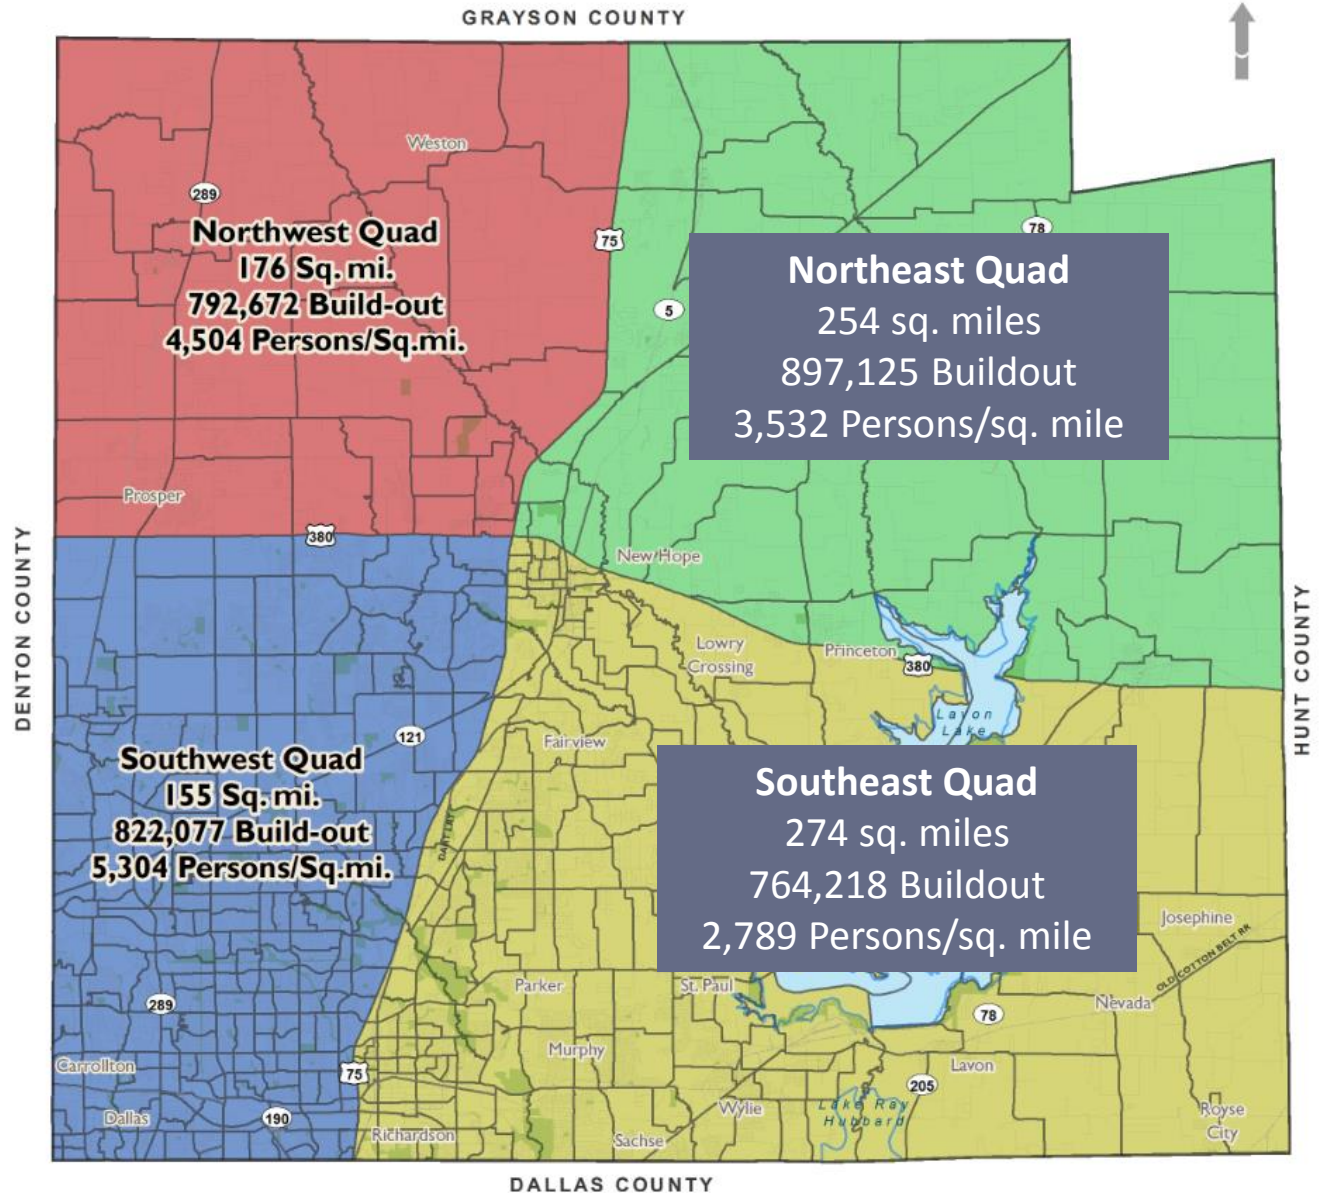 GRAYSON COUNTY
Weston
289
Northwest Quad
176 Sq. mi.
792,672 Build-out
4,504 Persons/Sq.mi.
75
78
5
Northeast Quad
254 sq. miles
897,125 Buildout
3,532 Persons/sq. mile
Prosper
380
New Hope
DENTON COUNTY
HUNT COUNTY
Lowry
Crossing
Princeton
380
Lavon
Lake
121
Fairview
Southwest Quad
155 Sq. mi.
822,077 Build-out
5,304 Persons/Sq.mi.
DART LRT
Southeast Quad
274 sq. miles
764,218 Buildout
2,789 Persons/sq. mile
Josephine
OLD COTTON BELT RR
289
Parker
St. Paul
Nevada
78
Murphy
Carrollton
75
Lavon
205
Dallas
190
Richardson
Sachse
Wylie
Lake Ray
Hubbard
Royse
City
DALLAS COUNTY